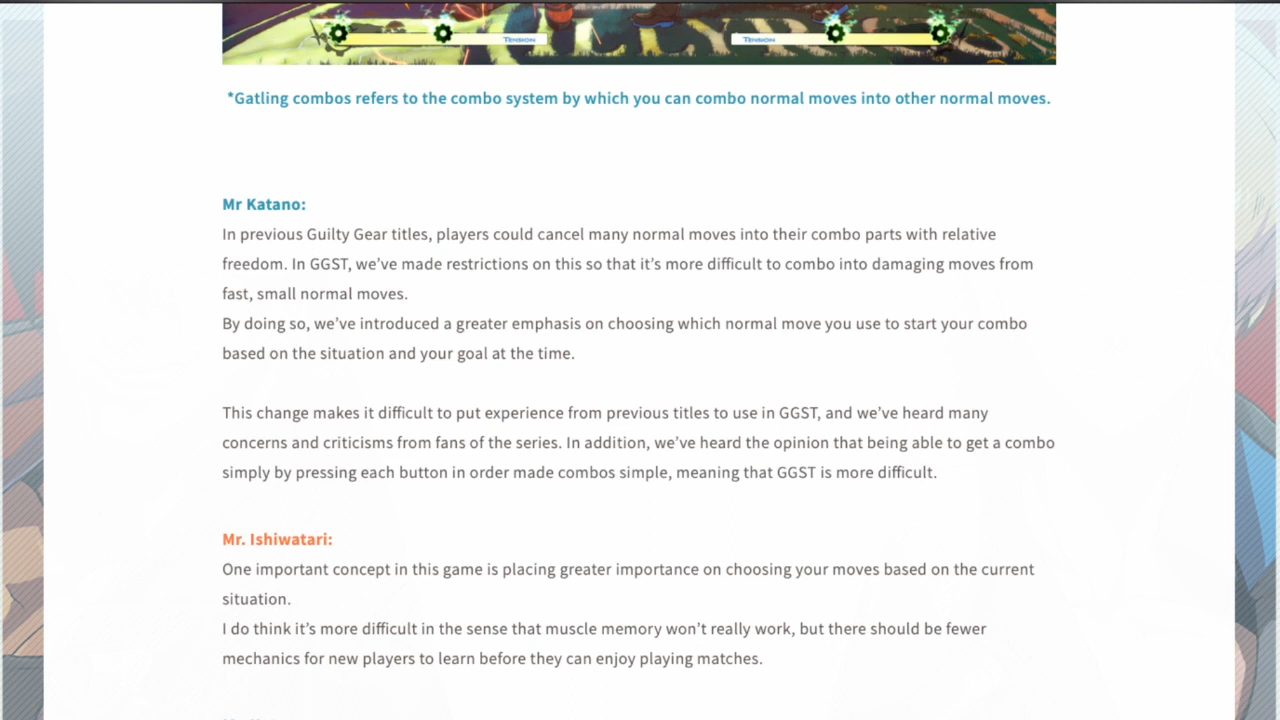 TENSION TENSION
*Gatling combos refers to the combo system by which you can combo normal moves into other normal moves.
Mr Katano:
In previous Guilty Gear titles, players could cancel many normal moves into their combo parts with relative
freedom. In GGST, we’ve made restrictions on this so that it’s more difficult to combo into damaging moves from
fast, small normal moves.
By doing so, we’ve introduced a greater emphasis on choosing which normal move you use to start your combo
based on the situation and your goal at the time.
This change makes it difficult to put experience from previous titles to use in GGST, and we’ve heard many
concerns and criticisms from fans of the series. In addition, we’ve heard the opinion that being able to get a combo
simply by pressing each button in order made combos simple, meaning that GGST is more difficult.
Mr. Ishiwatari:
One important concept in this game is placing greater importance on choosing your moves based on the current
situation.
I do think it’s more difficult in the sense that muscle memory won’t really work, but there should be fewer
mechanics for new players to learn before they can enjoy playing matches.